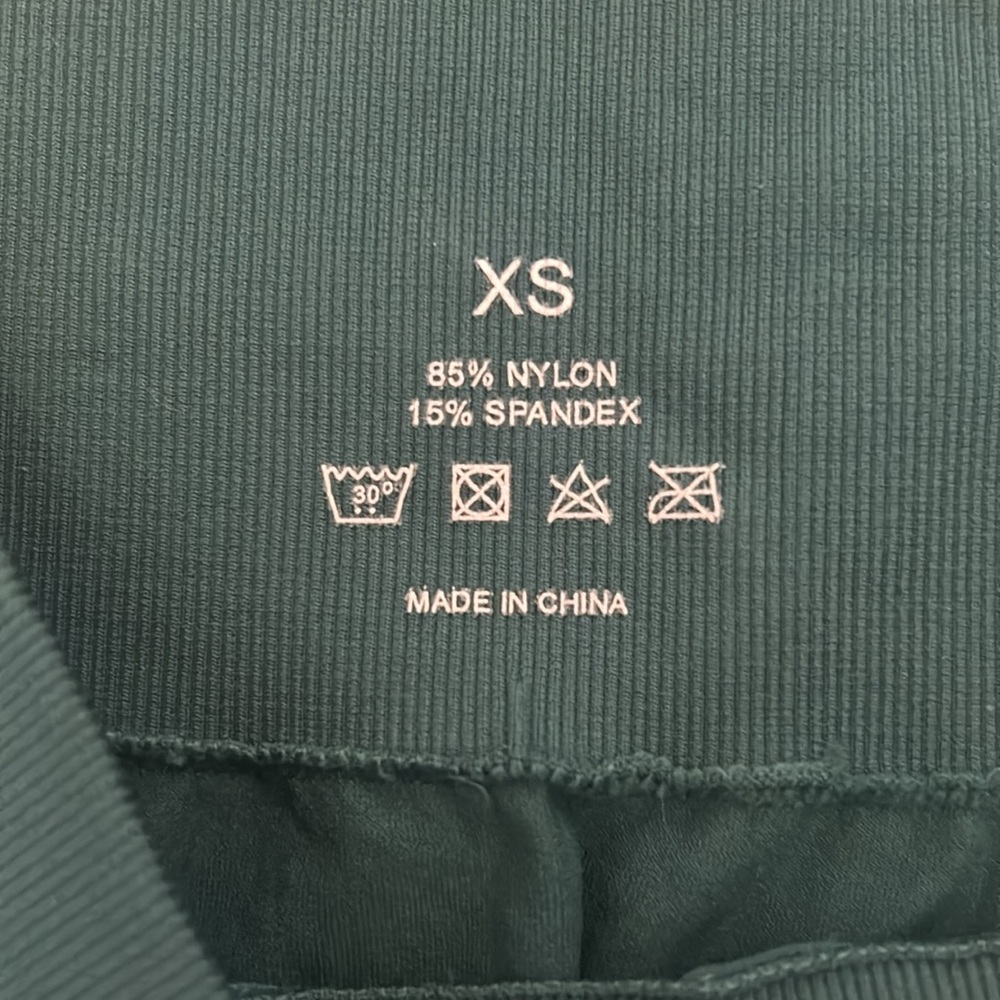 XS
85% NYLON
15% SPANDEX
30°
MADE IN CHINA